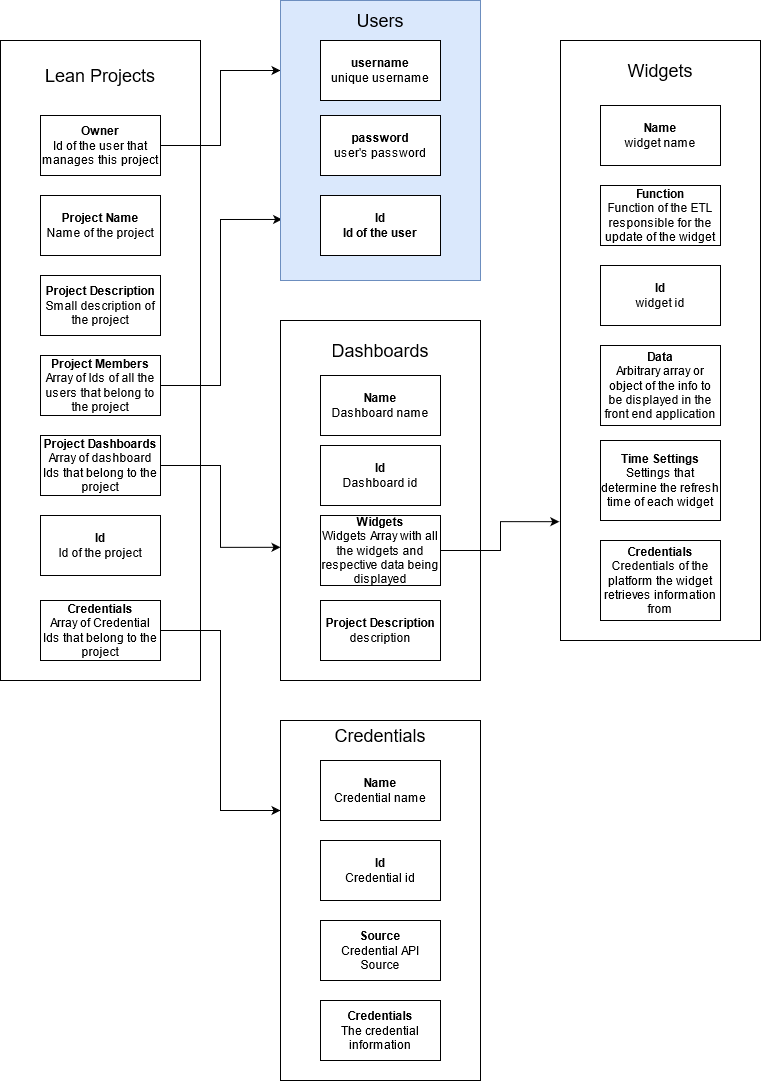 Lean Projects
Owner
Id of the user that
manages this project
Project Name
Name of the project
Project Description
Small description of
the project
Project Members
Array of Ids of all the
users that belong to
the project
Project Dashboards
Array of dashboard
Ids that belong to the
project
Id
Id of the project
Credentials
Array of Credential
Ids that belong to the
project
Users
username
unique username
password
user's password
Id
Id of the user
Dashboards
Name
Dashboard name
Id
Dashboard id
Widgets
Widgets Array with all
the widgets and
respective data being
displayed
Project Description
description
Credentials
Name
Credential name
Id
Credential id
Source
Credential API
Source
Credentials
The credential
information
Widgets
Name
widget name
Function
Function of the ETL
responsible for the
update of the widget
Id
widget id
Data
Arbitrary array or
object of the info to
be displayed in the
front end application
Time Settings
Settings that
determine the refresh
time of each widget
Credentials
Credentials of the
platform the widget
retrieves information
from